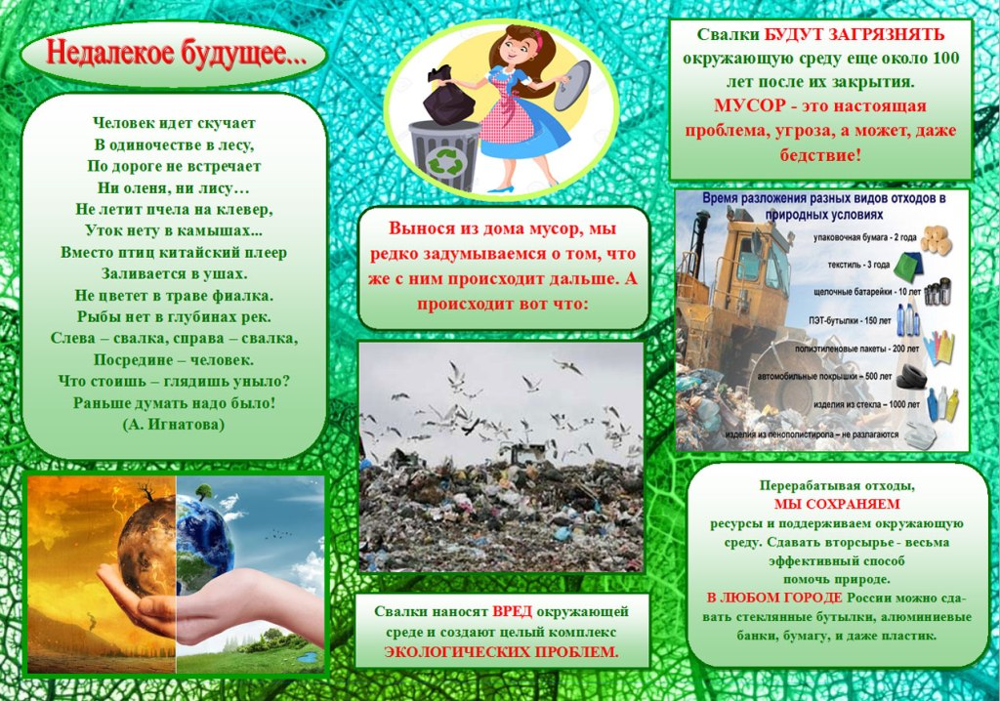 Недалекое будущее...
Человек идет скучает
В одиночестве в лесу,
По дороге не встречает
Ни оленя, ни лису…
Не летит пчела на клевер,
Уток нету в камышах...
Вместо птиц китайский плеер
Заливается в ушах.
Не цветет в траве фиалка.
Рыбы нет в глубинах рек.
Слева – свалка, справа – свалка,
Посредине – человек.
Что стоишь – глядишь уныло?
Раньше думать надо было!
(А. Игнатова)
Вынося из дома мусор, мы
редко задумываемся о том, что
же с ним происходит дальше. А
происходит вот что:
Свалки наносят ВРЕД окружающей
среде и создают целый комплекс
ЭКОЛОГИЧЕСКИХ ПРОБЛЕМ.
Свалки БУДУТ ЗАГРЯЗНЯТЬ
окружающую среду еще около 100
лет после их закрытия.
МУСОР - это настоящая
проблема, угроза, а может, даже
бедствие!
Время разложения разных видов отходов в
природных условиях
упаковочная бумага - 2 года
текстиль - 3 года
щелочные батарейки - 10 лет
ПЭТ-бутылки - 150 лет
полиэтиленовые пакеты - 200 лет
автомобильные покрышки – 500 лет
изделия из стекла – 1000 лет
изделия из пенополистирола – не разлагаются
Перерабатывая отходы,
МЫ СОХРАНЯЕМ
ресурсы и поддерживаем окружающую
среду. Сдавать вторсырье - весьма
эффективный способ
помочь природе.
В ЛЮБОМ ГОРОДЕ России можно сда-
вать стеклянные бутылки, алюминиевые
банки, бумагу, и даже пластик.